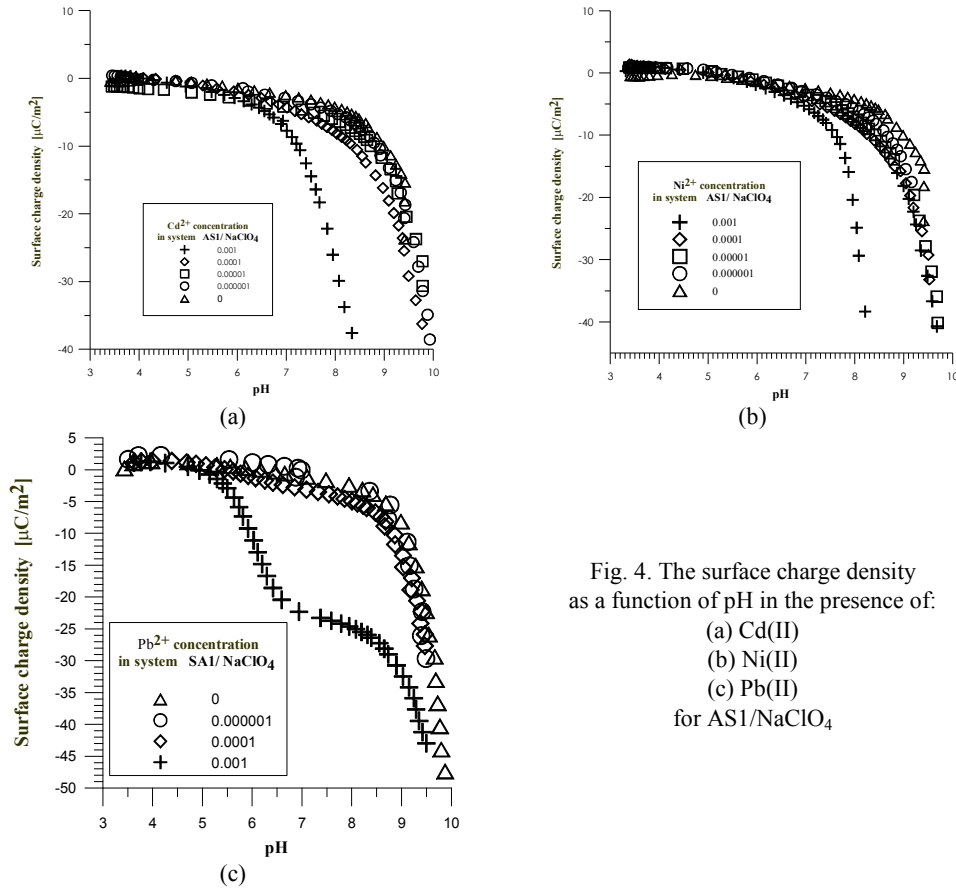 10
0
-10
-20
-30
-40
Surface charge density [µC/m²]
Cd²⁺ concentration
in system AS1/ NaClO₄
0.001
0.0001
0.00001
0.000001
0
3 4 5 6 7 8 9 10
pH
(a)
10
0
-10
-20
-30
-40
Surface charge density [µC/m²]
Ni²⁺ concentration
in system AS1/ NaClO₄
0.001
0.0001
0.00001
0.000001
0
3 4 5 6 7 8 9 10
pH
(b)
5
0
-5
-10
-15
-20
-25
-30
-35
-40
-45
-50
Surface charge density [µC/m²]
Pb²⁺ concentration
in system SA1/ NaClO₄
0
0.000001
0.0001
0.001
3 4 5 6 7 8 9 10
pH
(c)
Fig. 4. The surface charge density
as a function of pH in the presence of:
(a) Cd(II)
(b) Ni(II)
(c) Pb(II)
for AS1/NaClO₄